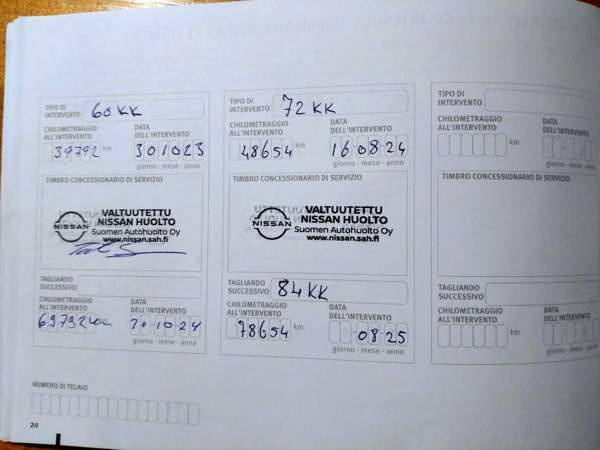 TIPO DI
INTERVENTO 60 KK
CHILOMETRAGGIO
ALL'INTERVENTO
39792 km
DATA
DELL'INTERVENTO
30 10 23
giorno - mese - anno
TIMBRO CONCESSIONARIO DI SERVIZIO
NISSAN
VALTUUTETTU
NISSAN HUOLTO
Suomen Autohuolto Oy
www.nissan.sah.fi
TAGLIANDO
SUCCESSIVO
CHILOMETRAGGIO
ALL'INTERVENTO
69792
DATA
DELL'INTERVENTO
30 10 24
giorno - mese - anno
TIPO DI
INTERVENTO 72 KK
CHILOMETRAGGIO
ALL'INTERVENTO
48654 km
DATA
DELL'INTERVENTO
16 08 24
giorno - mese - anno
TIMBRO CONCESSIONARIO DI SERVIZIO
NISSAN
VALTUUTETTU
NISSAN HUOLTO
Suomen Autohuolto Oy
www.nissan.sah.fi
TAGLIANDO
SUCCESSIVO 84 KK
CHILOMETRAGGIO
ALL'INTERVENTO
78654 km
DATA
DELL'INTERVENTO
08 25
giorno - mese - anno
TIPO DI
INTERVENTO
CHILOMETRAGGIO
ALL'INTERVENTO
km
DATA
DELL'INTERVENTO
giorno - mese
TIMBRO CONCESSIONARIO DI SERVIZIO
TAGLIANDO
SUCCESSIVO
CHILOMETRAGGIO
ALL'INTERVENTO
km
DATA
DELL'INTERVENTO
giorno - mese
NUMERO DI TELAIO
20